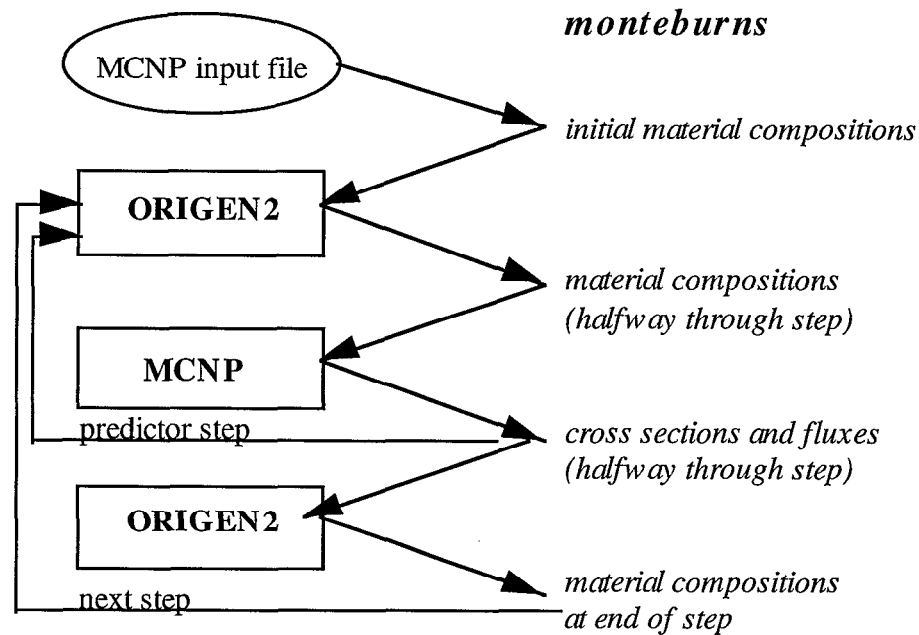 monteburns
MCNP input file
initial material compositions
ORIGEN2
material compositions
(halfway through step)
MCNP
predictor step
cross sections and fluxes
(halfway through step)
ORIGEN2
material compositions
next step
at end of step